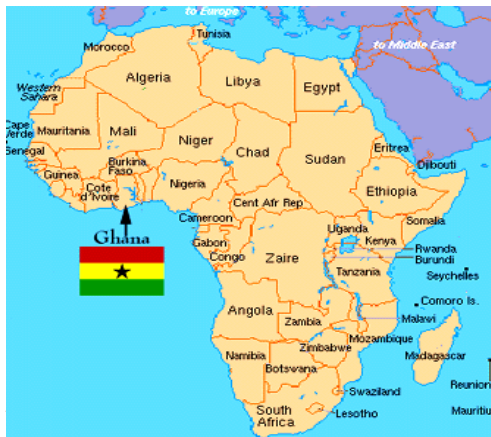 to Europe
Tunisia
Morocco
to Middle East
Algeria
Libya
Egypt
Western
Sahara
Cape
Verde
Mauritania
Mali
Niger
Chad
Sudan
Eritrea
Senegal
Djibouti
Burkina
Faso
Guinea
Nigeria
Ethiopia
Cote
d'Ivoire
Cent Afr Rep
Cameroon
Somalia
Uganda
Ghana
Kenya
Gabon
Congo
Zaire
Rwanda
Burundi
Tanzania
Seychelles
Comoro Is.
Angola
Malawi
Zambia
Mozambique
Zimbabwe
Madagascar
Namibia
Botswana
Reunion
Swaziland
South
Africa
Lesotho
Mauritiu